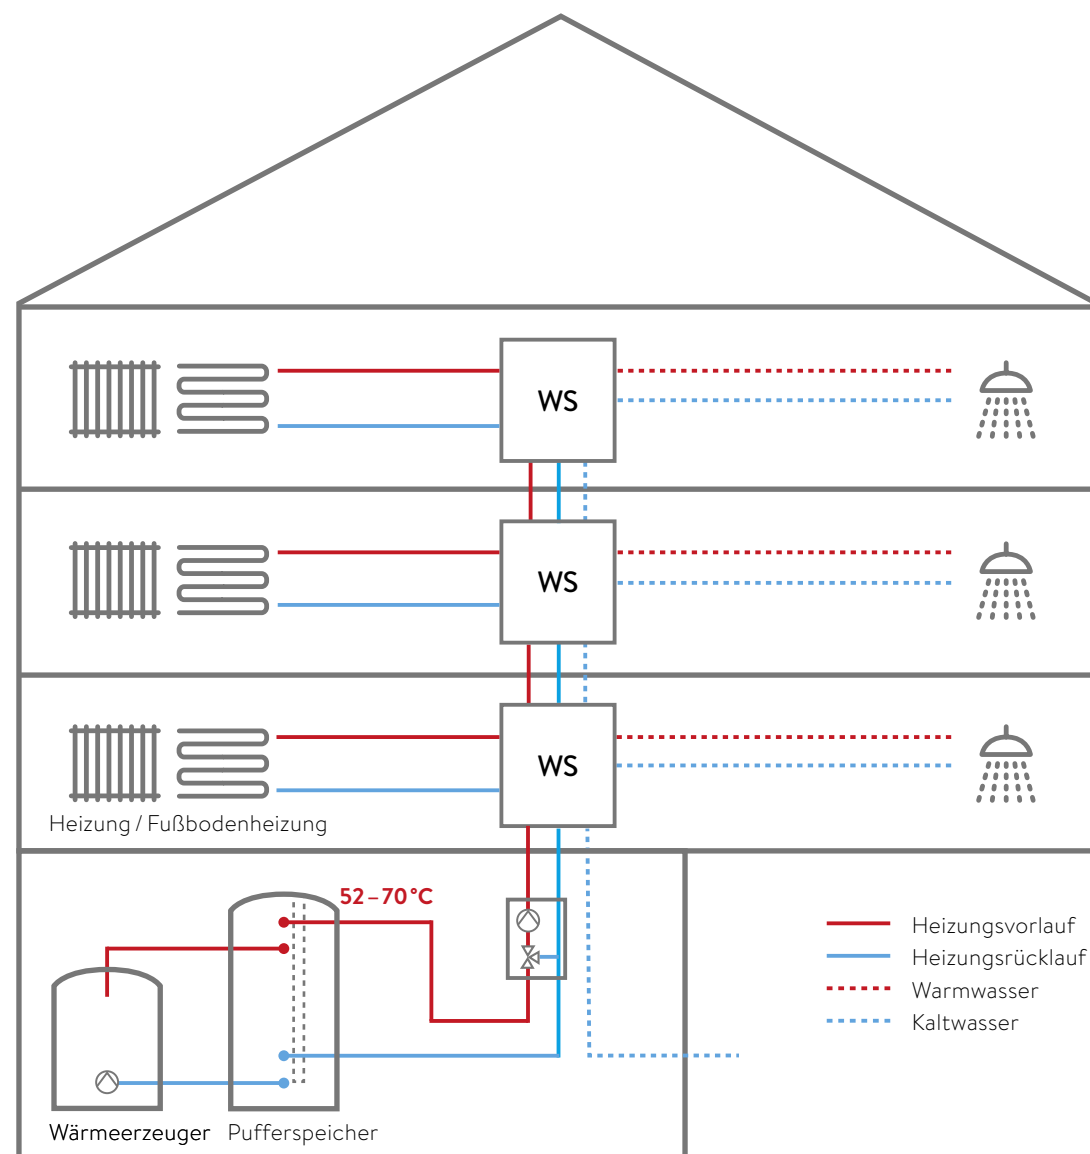 WS
WS
WS
Heizung / Fußbodenheizung
52 – 70 °C
Heizungsvorlauf
Heizungsrücklauf
Warmwasser
Kaltwasser
Wärmeerzeuger
Pufferspeicher